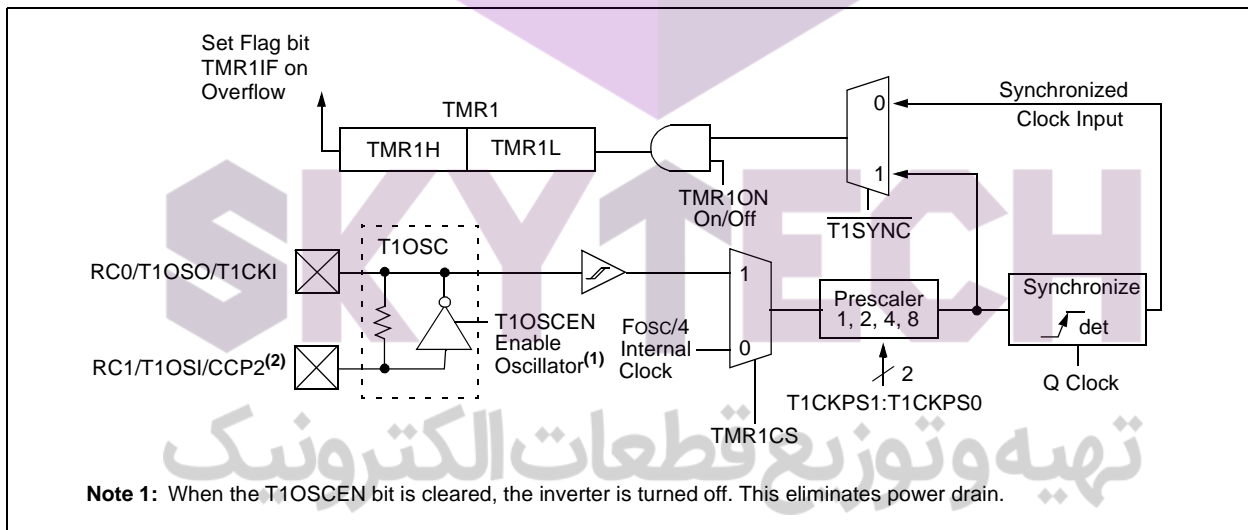 Set Flag bit
TMR1IF on
Overflow
TMR1
TMR1H
TMR1L
TMR1ON
On/Off
0
1
T1SYNC
Synchronized
Clock Input
RC0/T1OSO/T1CKI
RC1/T1OSI/CCP2(2)
T1OSC
T1OSCEN
Enable
Oscillator(1)
FOSC/4
Internal
Clock
1
0
TMR1CS
Prescaler
1, 2, 4, 8
2
T1CKPS1:T1CKPS0
Synchronize
det
Q Clock
SKYTECH
تهیه و توزیع قطعات الکترونیک
Note 1: When the T1OSCEN bit is cleared, the inverter is turned off. This eliminates power drain.